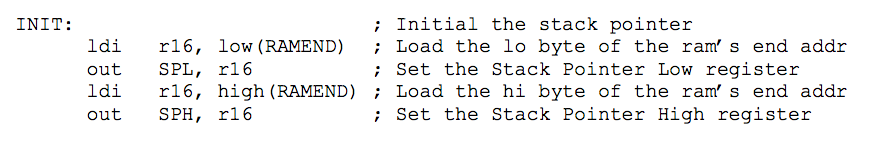 INIT:                         ; Initial the stack pointer
      ldi   r16, low(RAMEND)  ; Load the lo byte of the ram's end addr
      out   SPL, r16          ; Set the Stack Pointer Low register
      ldi   r16, high(RAMEND) ; Load the hi byte of the ram's end addr
      out   SPH, r16          ; Set the Stack Pointer High register